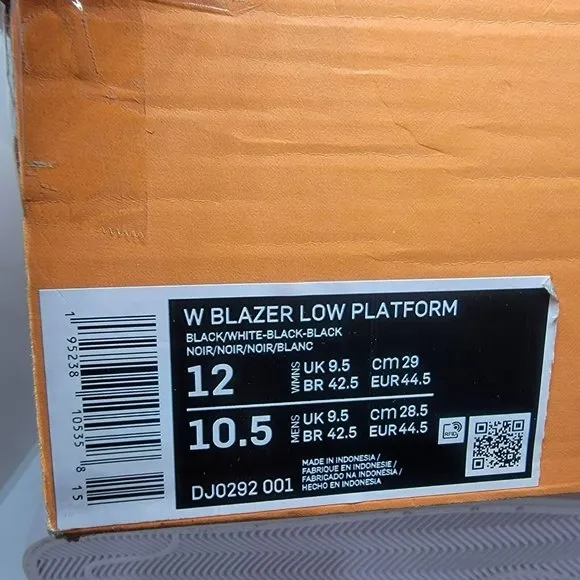 W BLAZER LOW PLATFORM
BLACK/WHITE-BLACK-BLACK
NOIR/NOIR/NOIR/BLANC
12 WMNS UK 9.5 cm 29
BR 42.5 EUR 44.5
10.5 MENS UK 9.5 cm 28.5
BR 42.5 EUR 44.5
RFID
DJ0292 001
MADE IN INDONESIA /
FABRIQUE EN INDONESIE /
FABRICADO NA INDONÉSIA /
HECHO EN INDONESIA
1 95238 10535 8 15